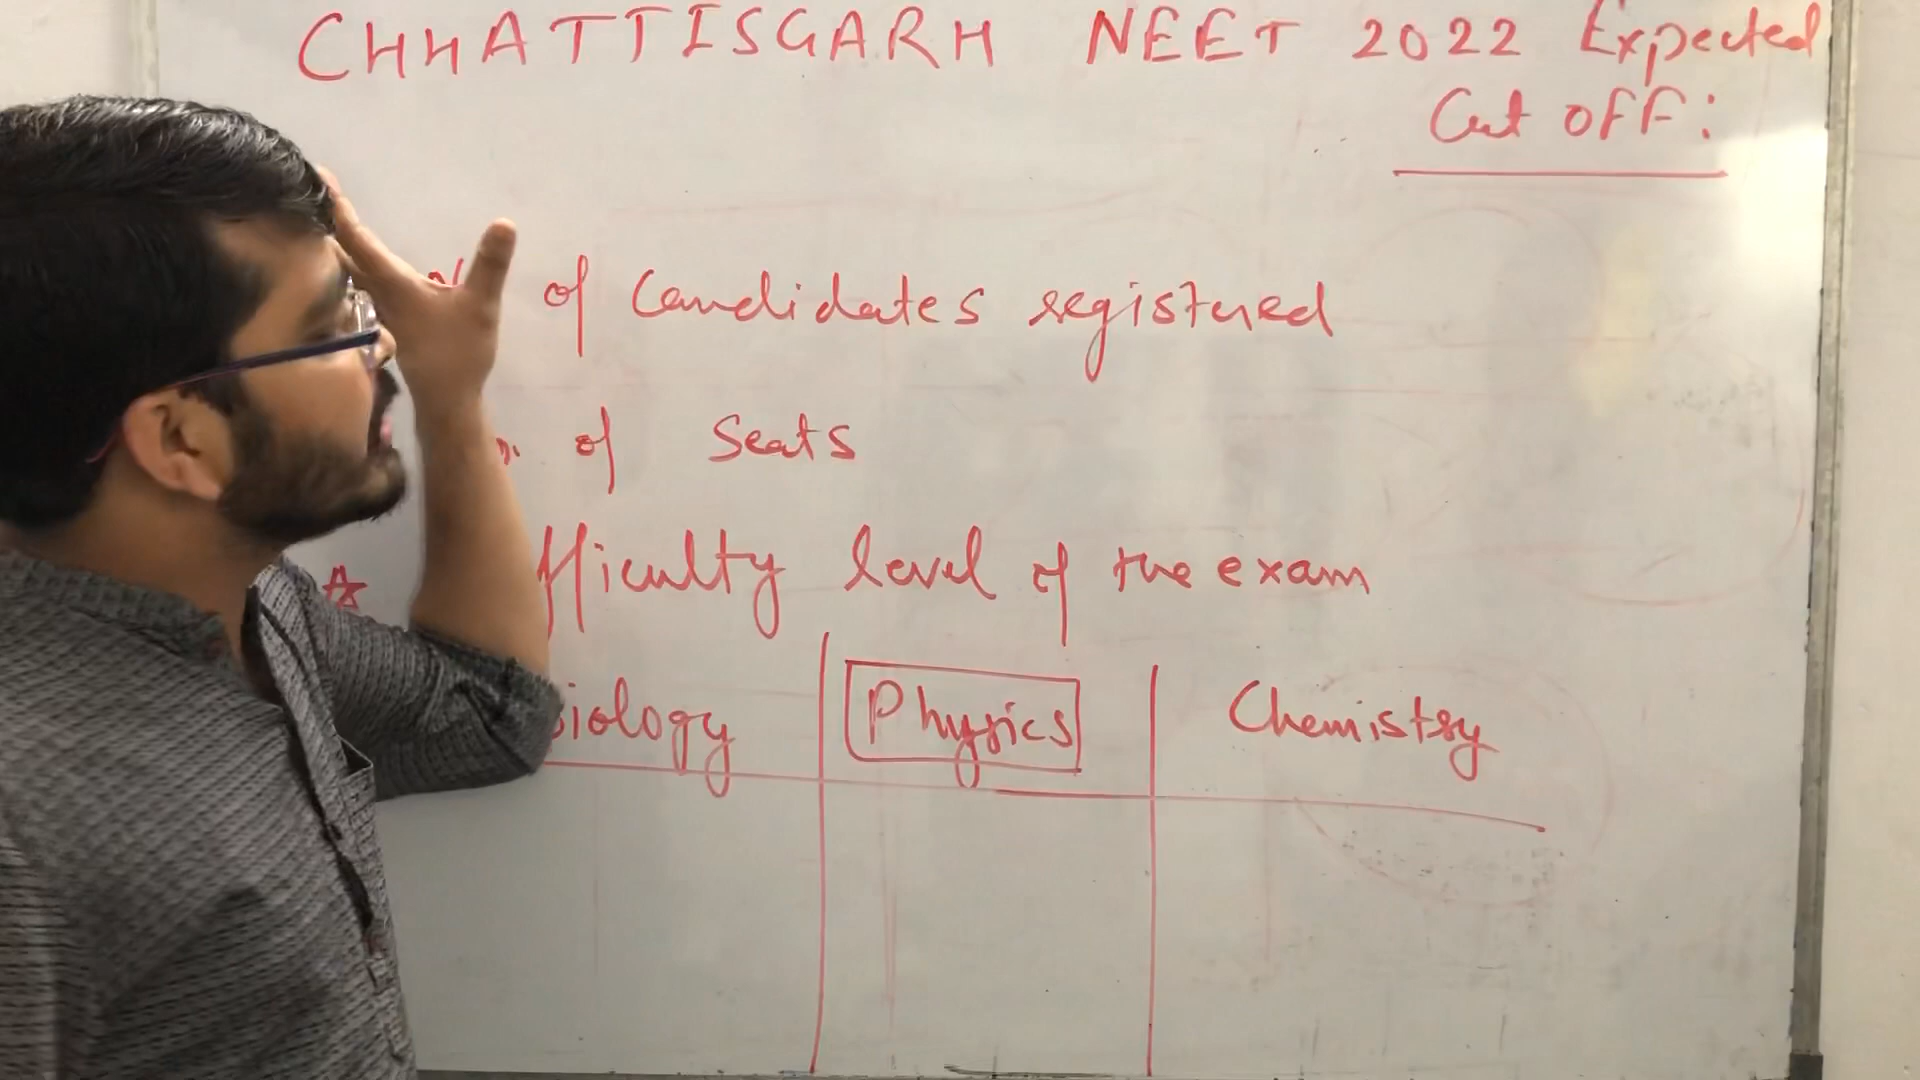 CHHATTISGARH NEET 2022 Expected
Cut off:
of Candidates registered
of Seats
fficulty level of the exam
iology Physics Chemistry